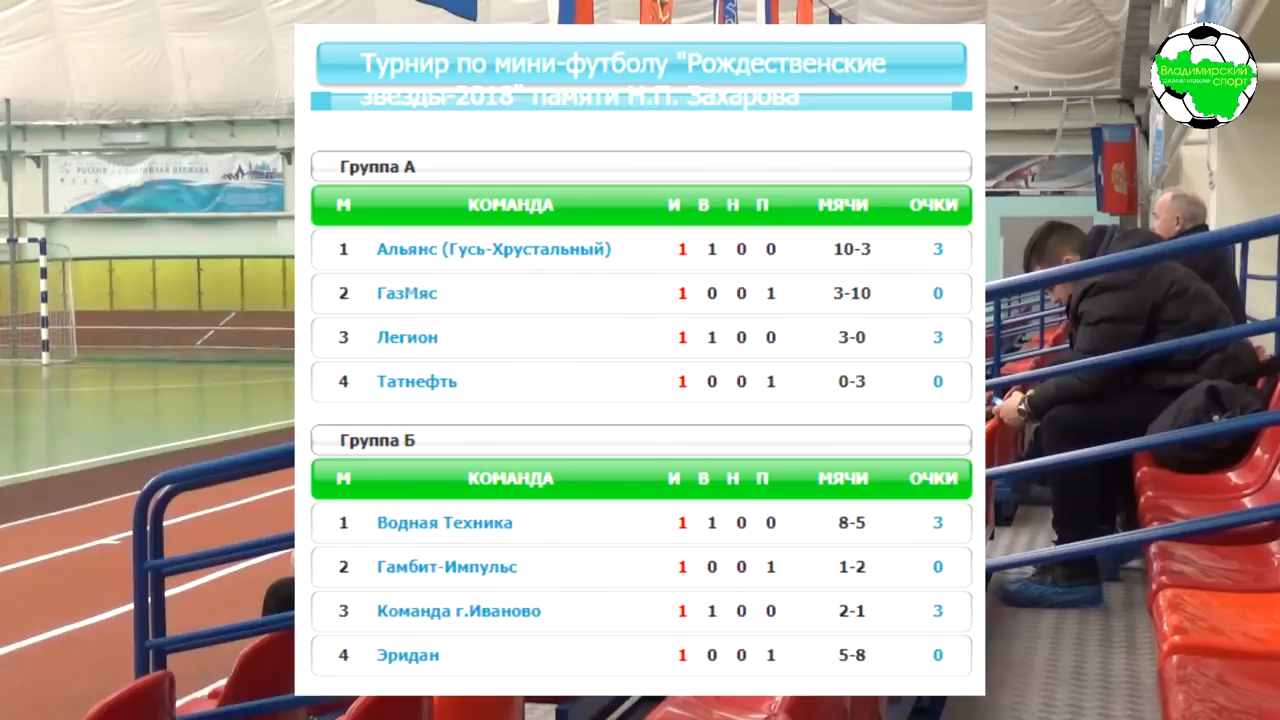 Турнир по мини-футболу "Рождественские
звезды-2018" памяти Н.П. Захарова
Владимирский
спорт
РОССИЯ - СПОРТИВНАЯ ДЕРЖАВА
Группа А
М КОМАНДА И В Н П МЯЧИ ОЧКИ
1 Альянс (Гусь-Хрустальный) 1 1 0 0 10-3 3
2 ГазМяс 1 0 0 1 3-10 0
3 Легион 1 1 0 0 3-0 3
4 Татнефть 1 0 0 1 0-3 0
Группа Б
М КОМАНДА И В Н П МЯЧИ ОЧКИ
1 Водная Техника 1 1 0 0 8-5 3
2 Гамбит-Импульс 1 0 0 1 1-2 0
3 Команда г.Иваново 1 1 0 0 2-1 3
4 Эридан 1 0 0 1 5-8 0